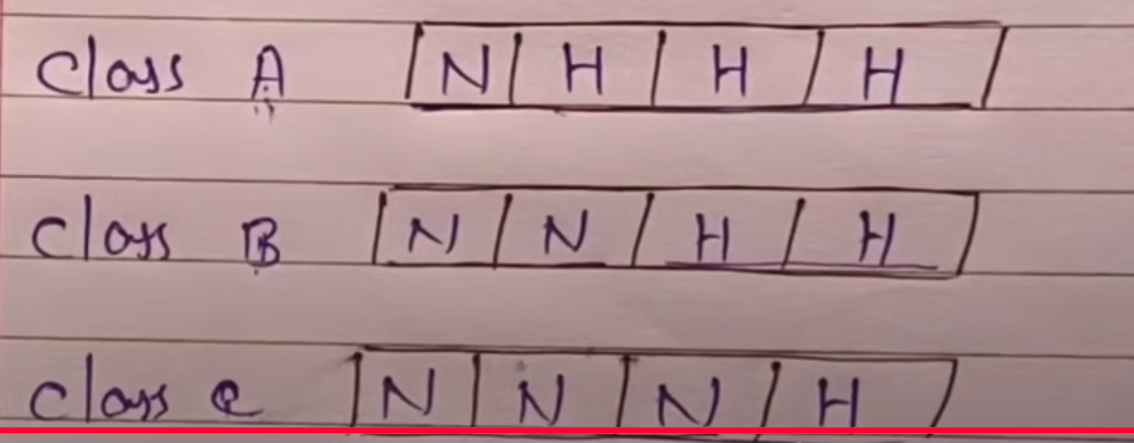 Class A | N | H | H | H |
Class B | N | N | H | H |
Class C | N | N | N | H |